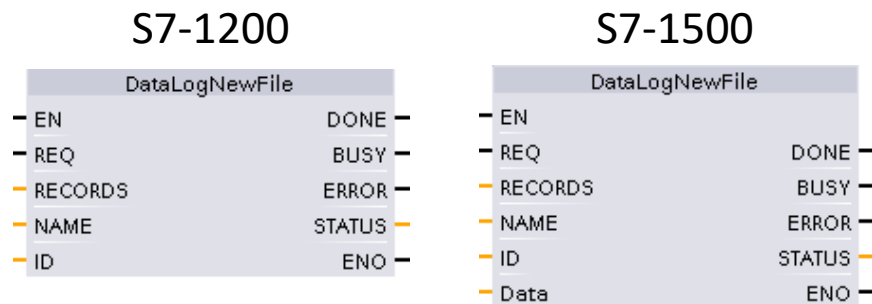 S7-1200
DataLogNewFile
EN DONE
REQ BUSY
RECORDS ERROR
NAME STATUS
ID ENO
S7-1500
DataLogNewFile
EN
REQ DONE
RECORDS BUSY
NAME ERROR
ID STATUS
Data ENO